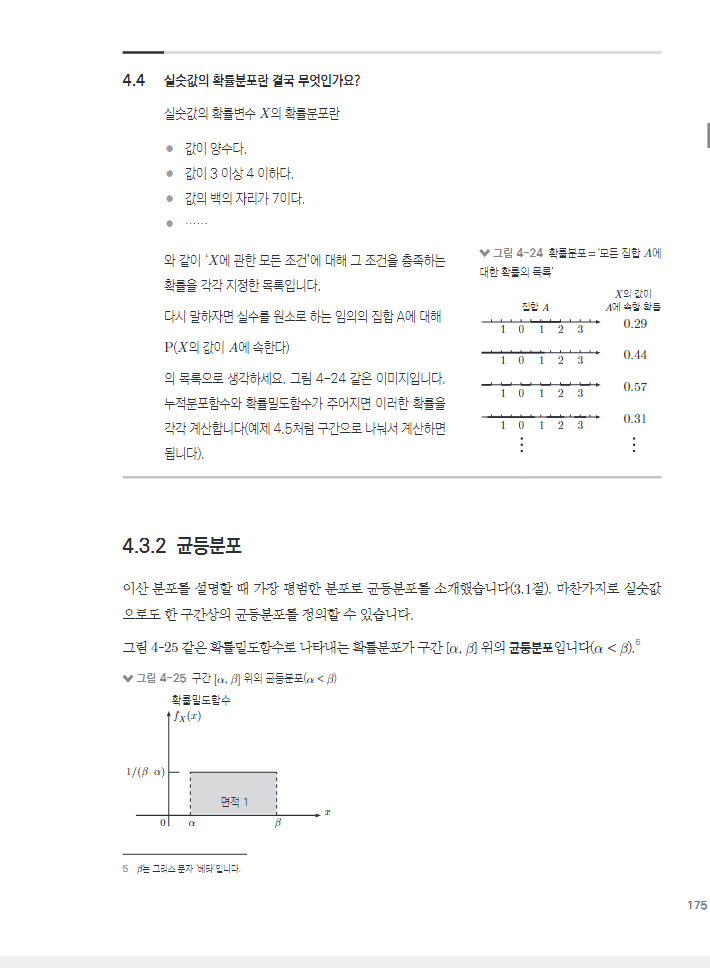 4.4 실숫값의 확률분포란 결국 무엇인가요?
실숫값의 확률변수 X의 확률분포란
● 값이 양수다.
● 값이 3 이상 4 이하다.
● 값의 백의 자리가 7이다.
● ……
와 같이 ‘X에 관한 모든 조건’에 대해 그 조건을 충족하는
확률을 각각 지정한 목록입니다.
다시 말하자면 실수를 원소로 하는 임의의 집합 A에 대해
P(X의 값이 A에 속한다)
의 목록으로 생각하세요. 그림 4-24 같은 이미지입니다.
누적분포함수와 확률밀도함수가 주어지면 이러한 확률을
각각 계산합니다(예제 4.5처럼 구간으로 나눠서 계산하면
됩니다).
그림 4-24 확률분포 = ‘모든 집합 A에
대한 확률의 목록’
집합 A
X의 값이
A에 속할 확률
1 0 1 2 3 0.29
1 0 1 2 3 0.44
1 0 1 2 3 0.57
1 0 1 2 3 0.31
⋮ ⋮
4.3.2 균등분포
이산 분포를 설명할 때 가장 평범한 분포로 균등분포를 소개했습니다(3.1절). 마찬가지로 실숫값
으로도 한 구간상의 균등분포를 정의할 수 있습니다.
그림 4-25 같은 확률밀도함수로 나타내는 확률분포가 구간 [α, β] 위의 균등분포입니다(α < β).5
그림 4-25 구간 [α, β] 위의 균등분포(α < β)
확률밀도함수
fX(x)
1/(β–α)
면적 1
x
0 α β
5 β는 그리스 문자 ‘베타’입니다.
175